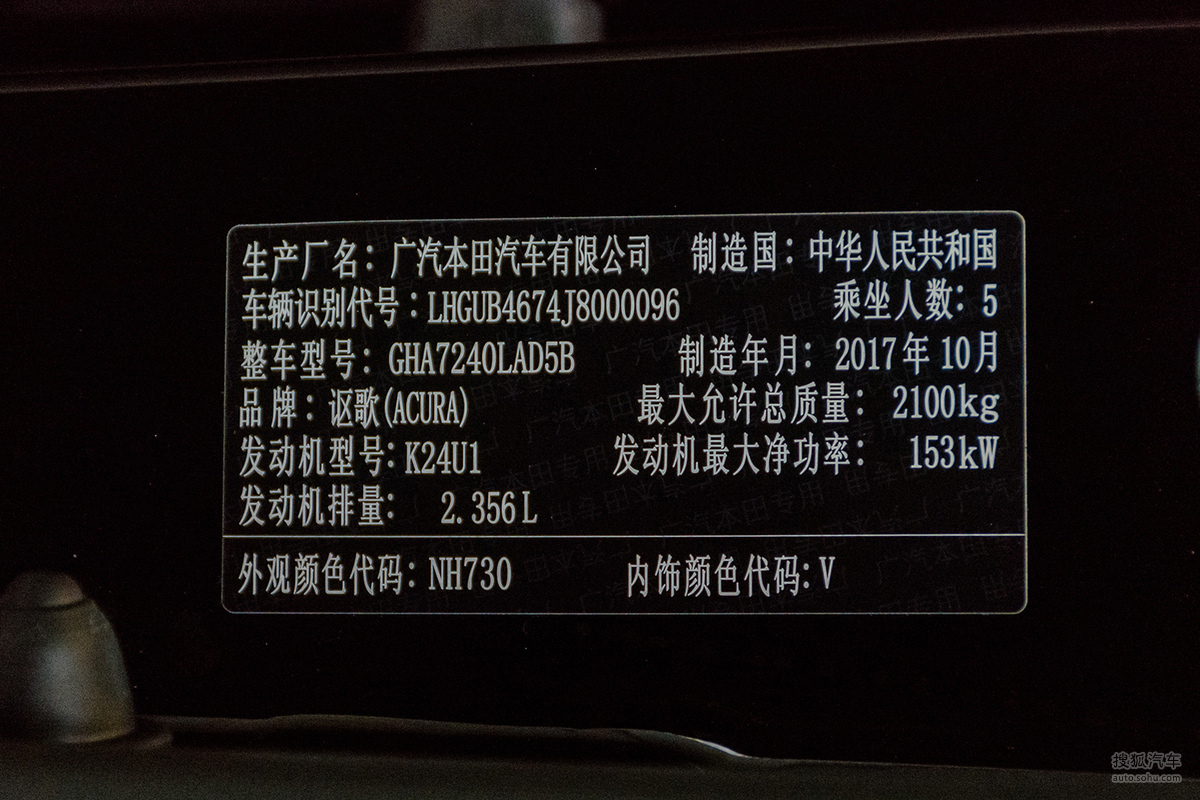 生产厂名：广汽本田汽车有限公司 制造国：中华人民共和国
车辆识别代号：LHGUB4674J8000096 乘坐人数：5
整车型号：GHA7240LAD5B 制造年月：2017年10月
品牌：讴歌(ACURA) 最大允许总质量：2100kg
发动机型号：K24U1 发动机最大净功率：153kW
发动机排量：2.356L
外观颜色代码：NH730 内饰颜色代码：V
搜狐汽车
auto.sohu.com